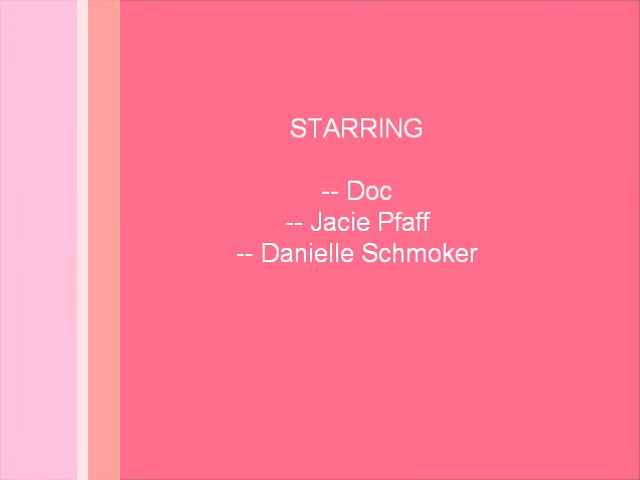 STARRING
-- Doc
-- Jacie Pfaff
-- Danielle Schmoker